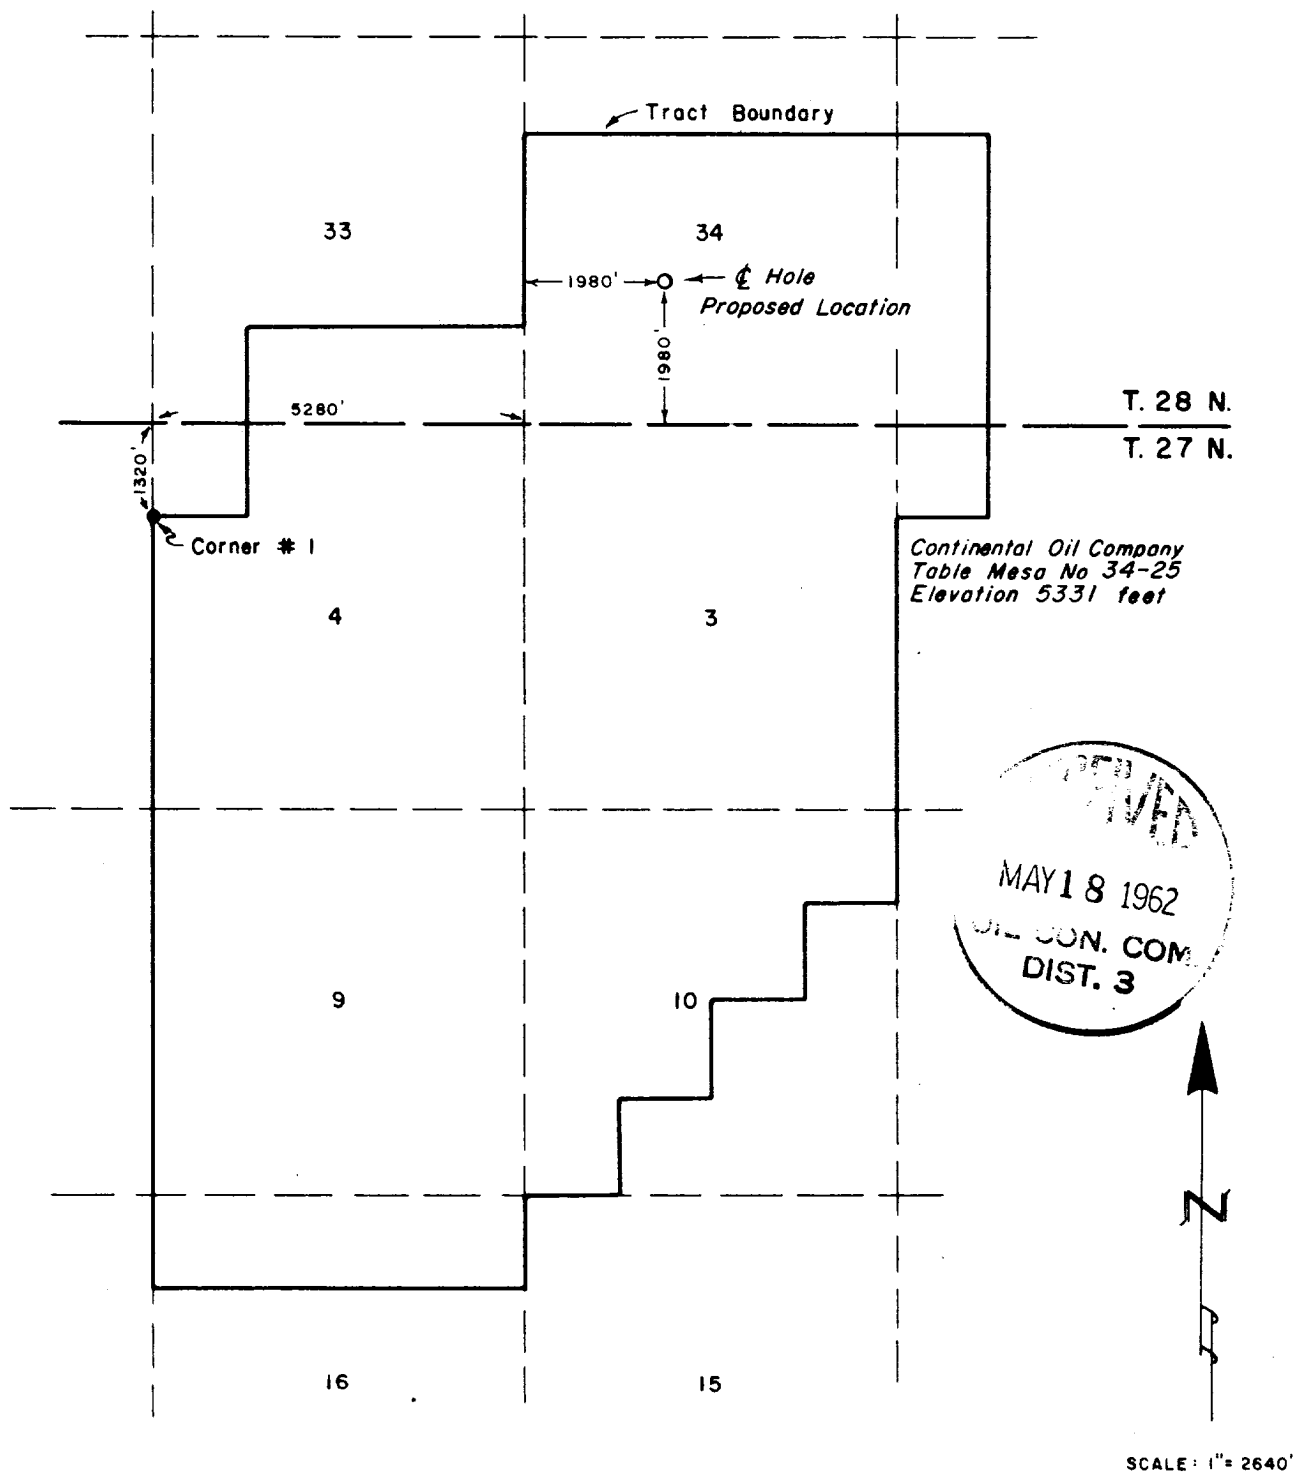 Tract Boundary
33
34
1980'
℄ Hole
Proposed Location
1980'
5280'
T. 28 N.
T. 27 N.
1320'
Corner # 1
Continental Oil Company
Table Mesa No 34-25
Elevation 5331 feet
4
3
MAY 18 1962
CON. COM.
DIST. 3
9
10
N
16
15
SCALE: 1"= 2640'